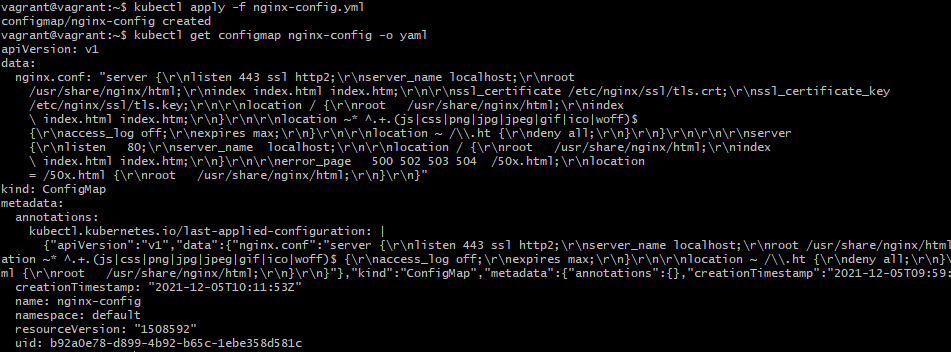 vagrant@vagrant:~$ kubectl apply -f nginx-config.yml
configmap/nginx-config created
vagrant@vagrant:~$ kubectl get configmap nginx-config -o yaml
apiVersion: v1
data:
  nginx.conf: "server {\r\nlisten 443 ssl http2;\r\nserver_name localhost;\r\nroot
    /usr/share/nginx/html;\r\nindex index.html index.htm;\r\n\r\nssl_certificate /etc/nginx/ssl/tls.crt;\r\nssl_certificate_key
    /etc/nginx/ssl/tls.key;\r\n\r\nlocation / {\r\nroot   /usr/share/nginx/html;\r\nindex
    \ index.html index.htm;\r\n}\r\n\r\nlocation ~* ^.+.(js|css|png|jpg|jpeg|gif|ico|woff)$
    {\r\naccess_log off;\r\nexpires max;\r\n}\r\n\r\nlocation ~ /\\.ht {\r\ndeny all;\r\n}\r\n}\r\n\r\n\r\nserver
    {\r\nlisten   80;\r\nserver_name  localhost;\r\n\r\nlocation / {\r\nroot   /usr/share/nginx/html;\r\nindex
    \ index.html index.htm;\r\n}\r\n\r\nerror_page   500 502 503 504  /50x.html;\r\nlocation
    = /50x.html {\r\nroot   /usr/share/nginx/html;\r\n}\r\n}"
kind: ConfigMap
metadata:
  annotations:
    kubectl.kubernetes.io/last-applied-configuration: |
      {"apiVersion":"v1","data":{"nginx.conf":"server {\r\nlisten 443 ssl http2;\r\nserver_name localhost;\r\nroot /usr/share/nginx/html
ation ~* ^.+.(js|css|png|jpg|jpeg|gif|ico|woff)$ {\r\naccess_log off;\r\nexpires max;\r\n}\r\n\r\nlocation ~ /\\.ht {\r\ndeny all;\r\n}\
ml {\r\nroot   /usr/share/nginx/html;\r\n}\r\n}"},"kind":"ConfigMap","metadata":{"annotations":{},"creationTimestamp":"2021-12-05T09:59:
  creationTimestamp: "2021-12-05T10:11:53Z"
  name: nginx-config
  namespace: default
  resourceVersion: "1508592"
  uid: b92a0e78-d899-4b92-b65c-1ebe358d581c